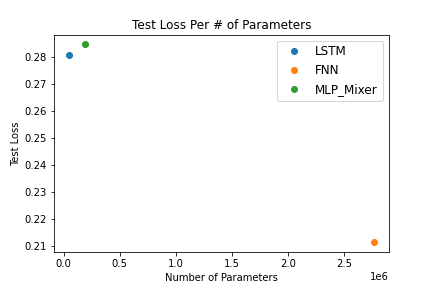 Test Loss Per # of Parameters
LSTM
FNN
MLP_Mixer
Test Loss
0.28
0.27
0.26
0.25
0.24
0.23
0.22
0.21
0.0
0.5
1.0
1.5
2.0
2.5
1e6
Number of Parameters